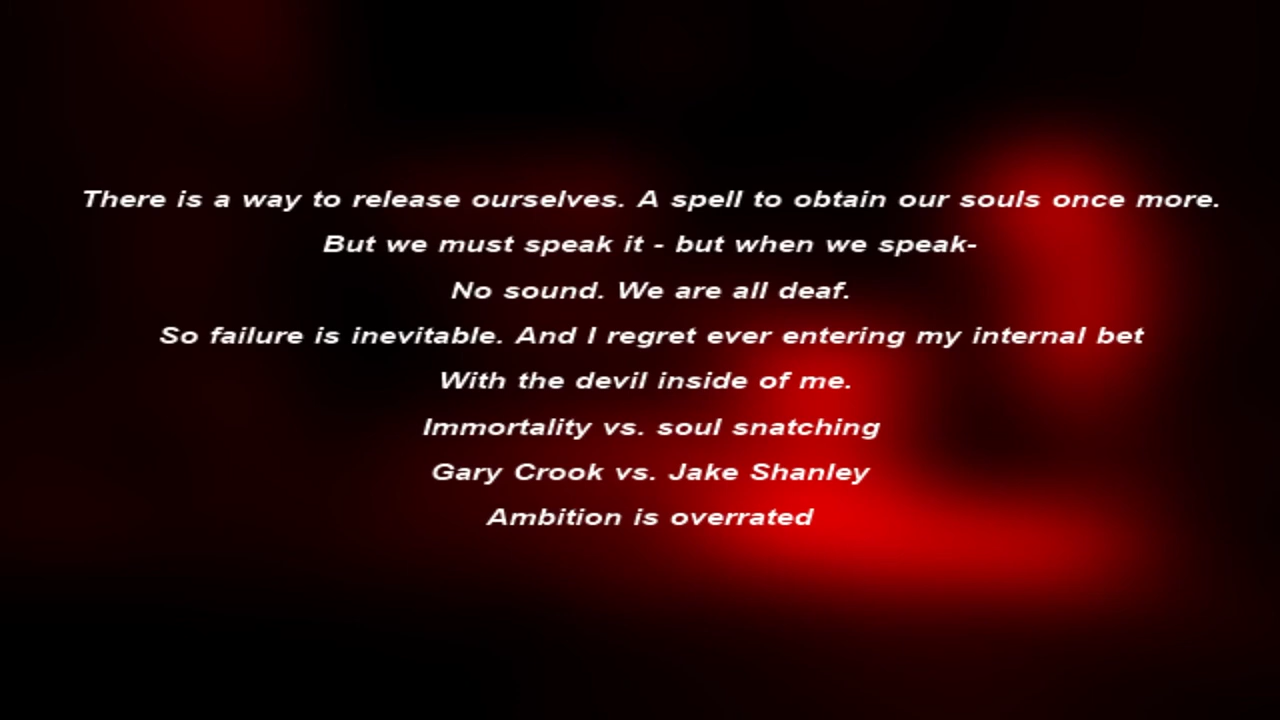 There is a way to release ourselves. A spell to obtain our souls once more.
But we must speak it - but when we speak-
No sound. We are all deaf.
So failure is inevitable. And I regret ever entering my internal bet
With the devil inside of me.
Immortality vs. soul snatching
Gary Crook vs. Jake Shanley
Ambition is overrated